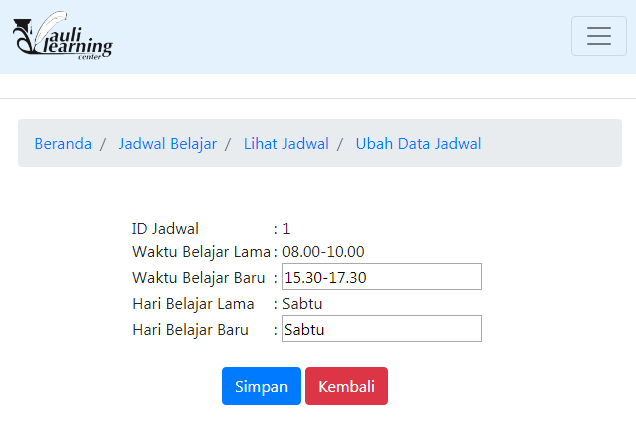 auli
learning
center
Beranda / Jadwal Belajar / Lihat Jadwal / Ubah Data Jadwal
ID Jadwal : 1
Waktu Belajar Lama : 08.00-10.00
Waktu Belajar Baru : 15.30-17.30
Hari Belajar Lama : Sabtu
Hari Belajar Baru : Sabtu
Simpan Kembali